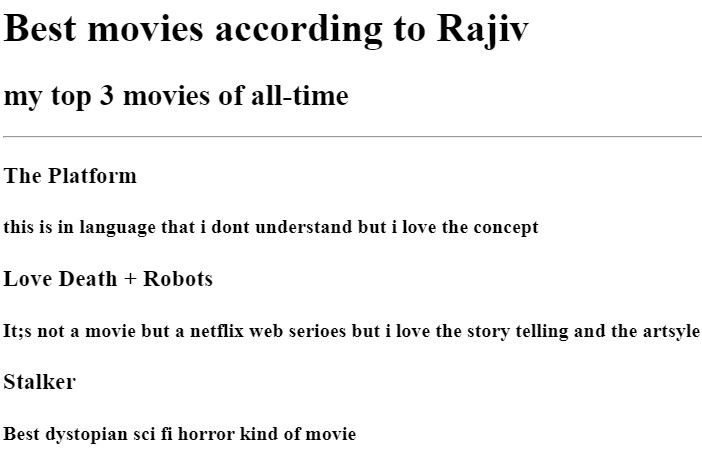 Best movies according to Rajiv
my top 3 movies of all-time
The Platform
this is in language that i dont understand but i love the concept
Love Death + Robots
It;s not a movie but a netflix web serioes but i love the story telling and the artsyle
Stalker
Best dystopian sci fi horror kind of movie